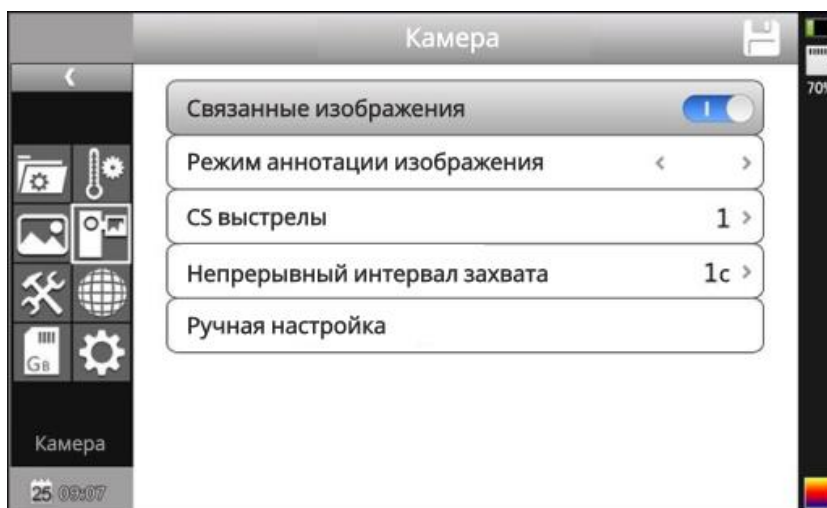 Камера
70%
Связанные изображения
Режим аннотации изображения < >
CS выстрелы 1 >
Непрерывный интервал захвата 1с >
Ручная настройка
GB
Камера
25 09:07